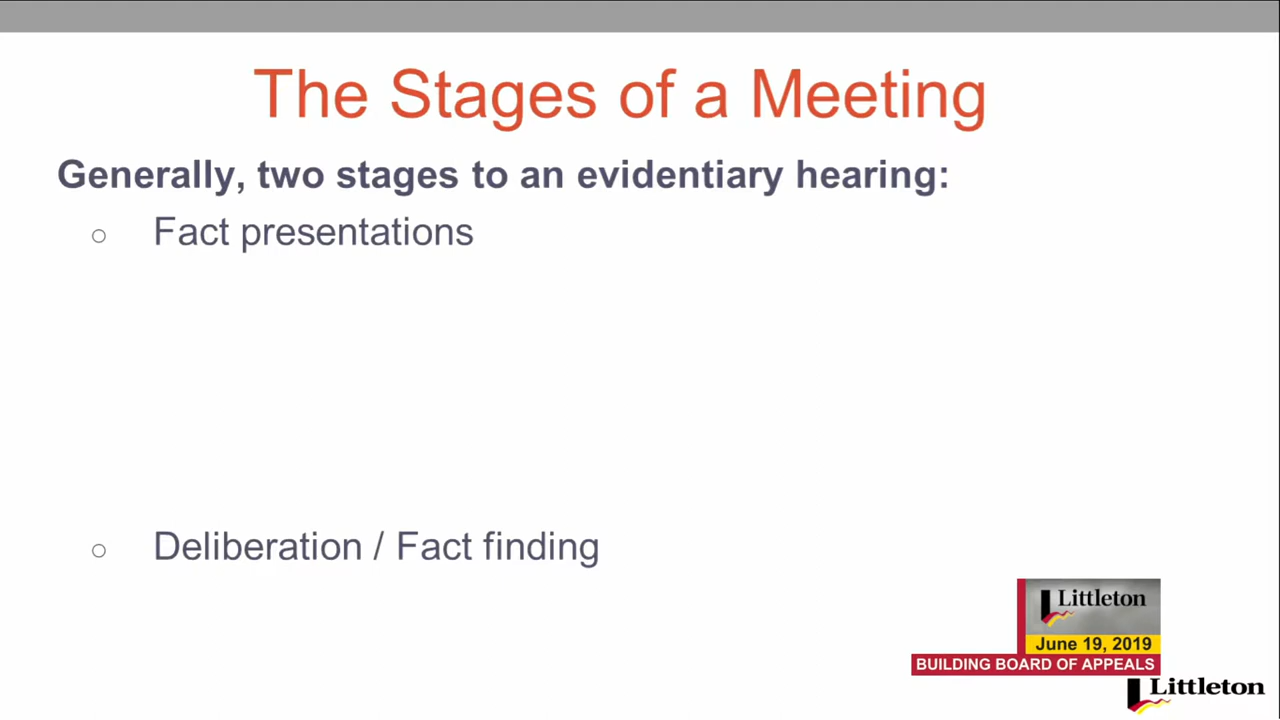 The Stages of a Meeting
Generally, two stages to an evidentiary hearing:
○ Fact presentations
○ Deliberation / Fact finding
Littleton
June 19, 2019
BUILDING BOARD OF APPEALS
Littleton